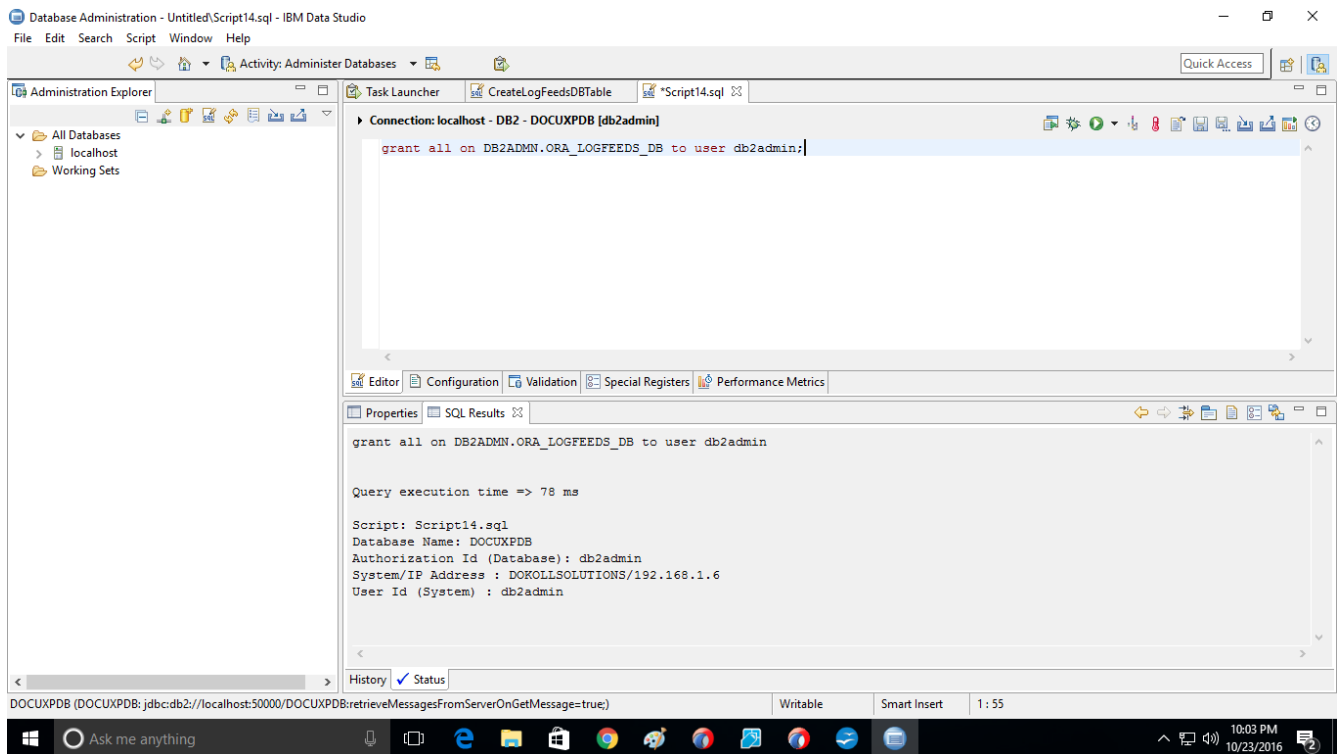 Database Administration - Untitled\Script14.sql - IBM Data Studio
File Edit Search Script Window Help
Activity: Administer Databases
Quick Access
Administration Explorer
All Databases
localhost
Working Sets
Task Launcher
CreateLogFeedsDBTable
*Script14.sql
Connection: localhost - DB2 - DOCUXPDB [db2admin]
grant all on DB2ADMN.ORA_LOGFEEDS_DB to user db2admin;
Editor Configuration Validation Special Registers Performance Metrics
Properties SQL Results
grant all on DB2ADMN.ORA_LOGFEEDS_DB to user db2admin
Query execution time => 78 ms
Script: Script14.sql
Database Name: DOCUXPDB
Authorization Id (Database): db2admin
System/IP Address : DOKOLLSOLUTIONS/192.168.1.6
User Id (System) : db2admin
History Status
DOCUXPDB (DOCUXPDB: jdbc:db2://localhost:50000/DOCUXPDB:retrieveMessagesFromServerOnGetMessage=true;)
Writable
Smart Insert
1 : 55
Ask me anything
10:03 PM
10/23/2016